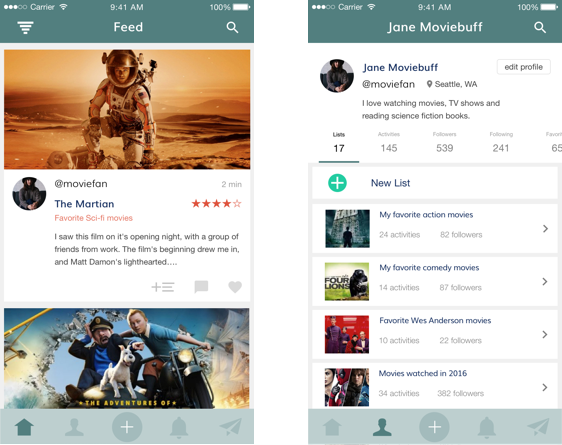 Carrier 9:41 AM 100%
Feed
@moviefan 2 min
The Martian
Favorite Sci-fi movies
I saw this film on it's opening night, with a group of
friends from work. The film's beginning drew me in,
and Matt Damon's lighthearted....
THE ADVENTURES OF
Carrier 9:41 AM 100%
Jane Moviebuff
Jane Moviebuff edit profile
@moviefan Seattle, WA
I love watching movies, TV shows and
reading science fiction books.
Lists Activities Followers Following Favorit
17 145 539 241 65
New List
My favorite action movies
24 activities 82 followers
My favorite comedy movies
14 activities 87 followers
FOUR
LIONS
Favorite Wes Anderson movies
10 activities 22 followers
Movies watched in 2016
34 activities 382 followers